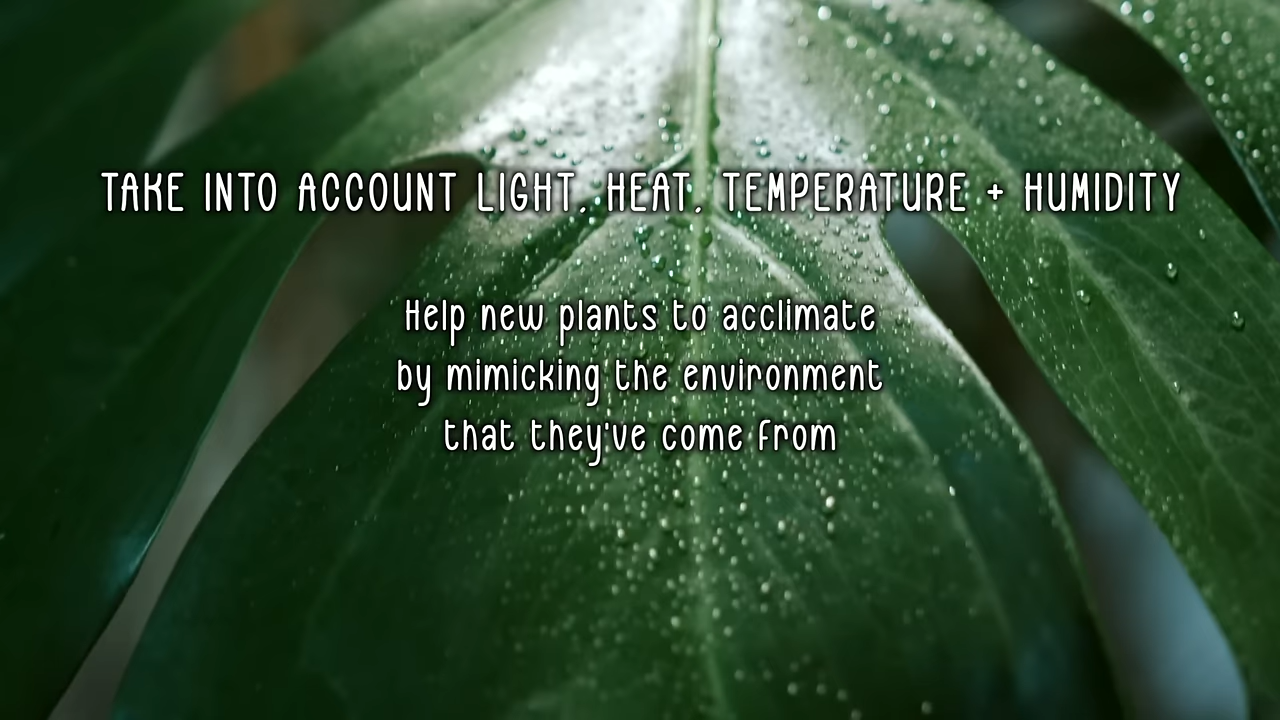 TAKE INTO ACCOUNT LIGHT, HEAT, TEMPERATURE + HUMIDITY
Help new plants to acclimate
by mimicking the environment
that they've come from